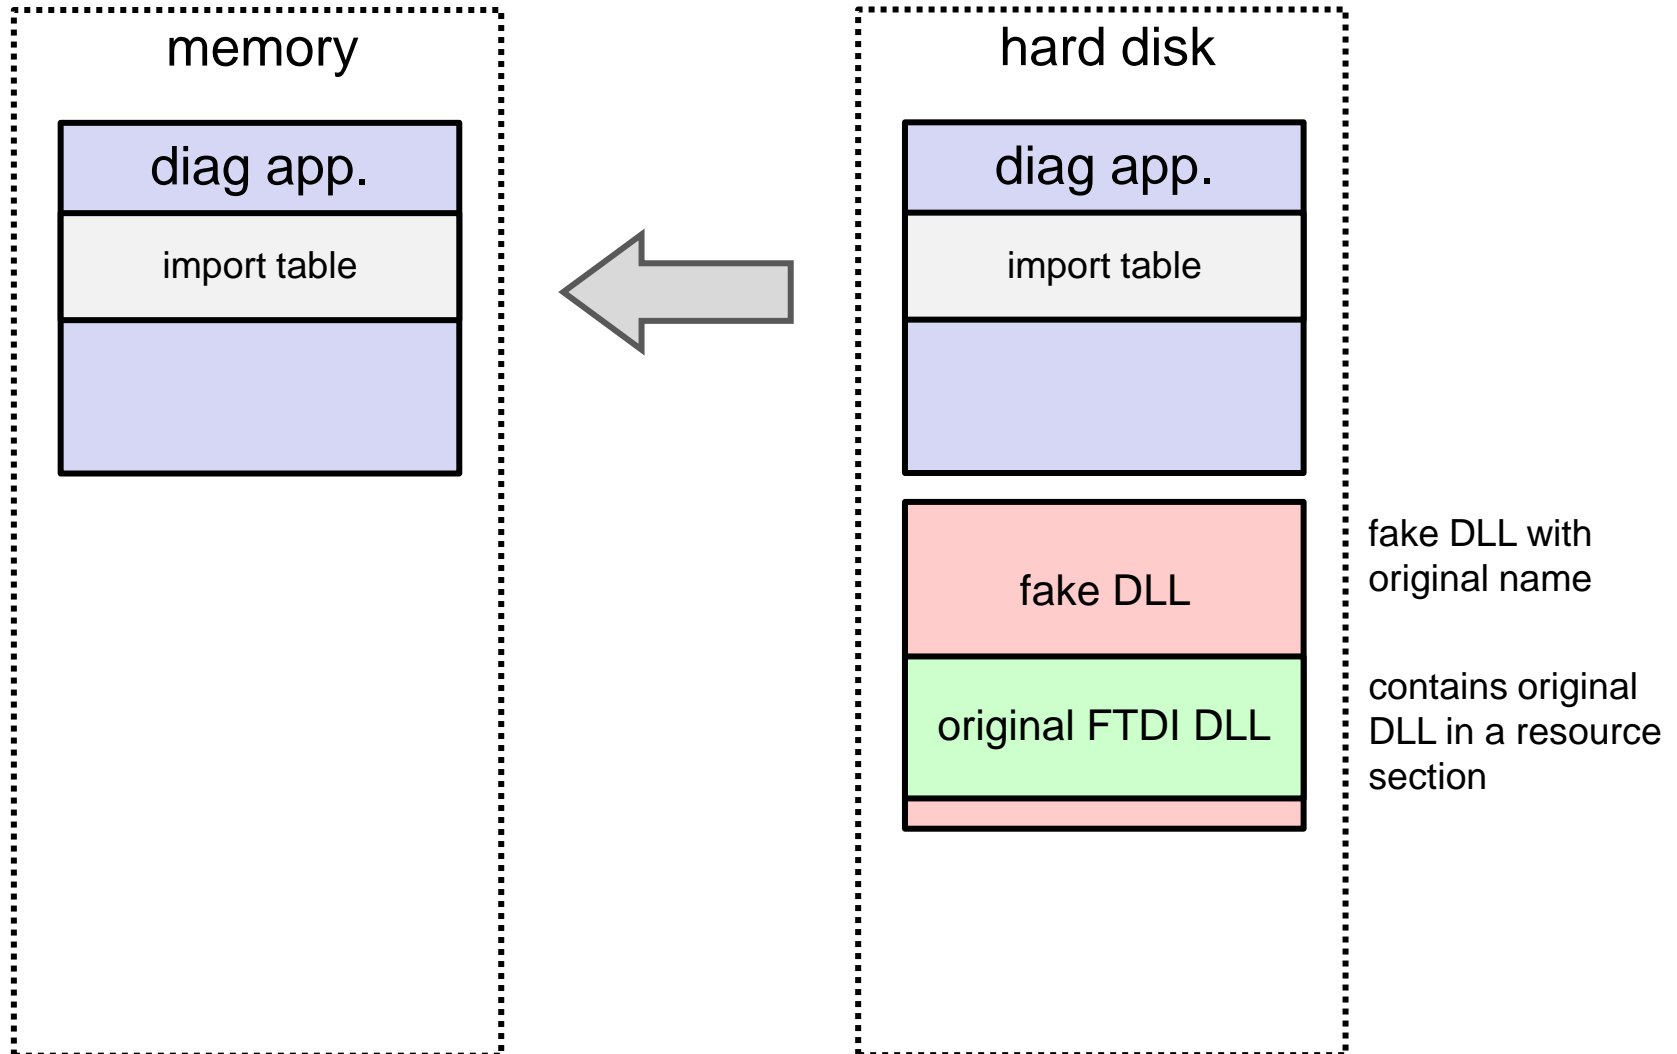 memory
diag app.
import table
hard disk
diag app.
import table
fake DLL
original FTDI DLL
fake DLL with
original name
contains original
DLL in a resource
section